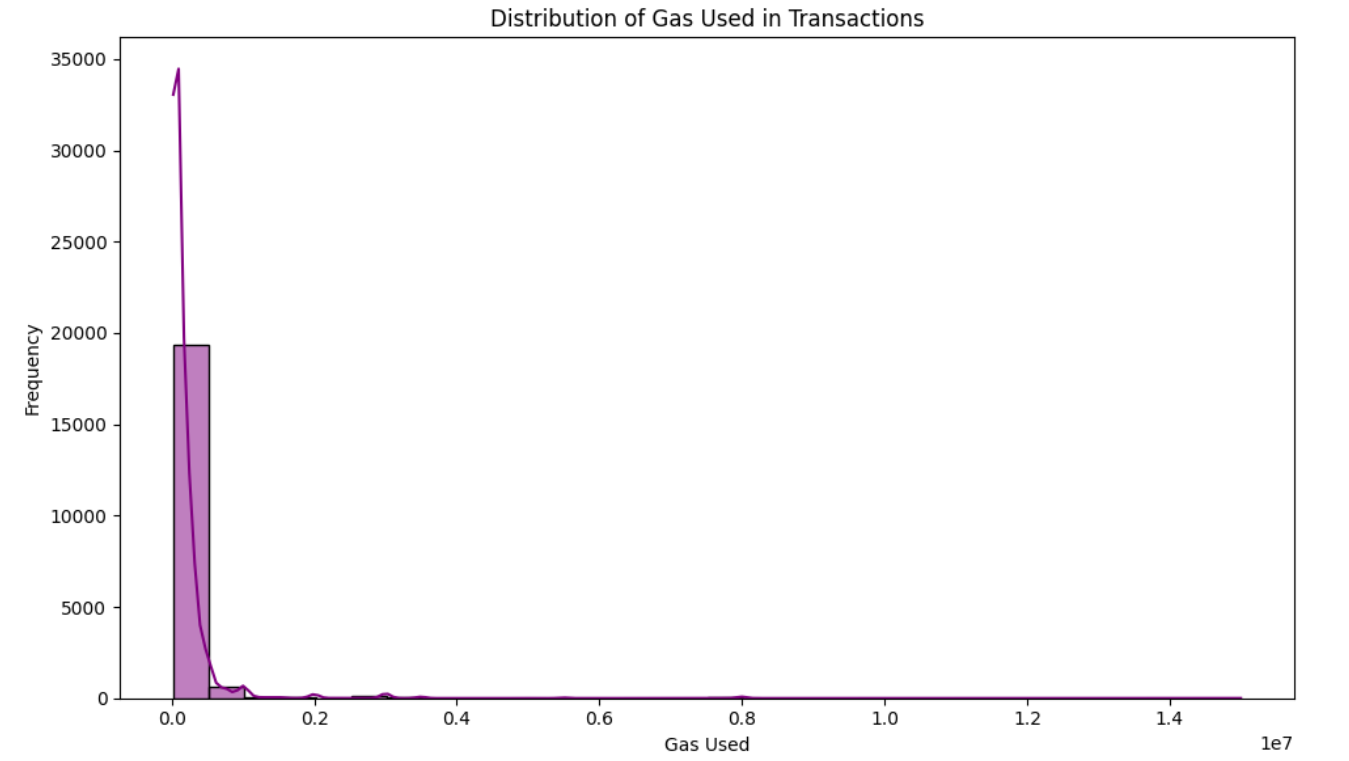 Distribution of Gas Used in Transactions
35000
30000
25000
20000
15000
10000
5000
0
Frequency
0.0 0.2 0.4 0.6 0.8 1.0 1.2 1.4
1e7
Gas Used